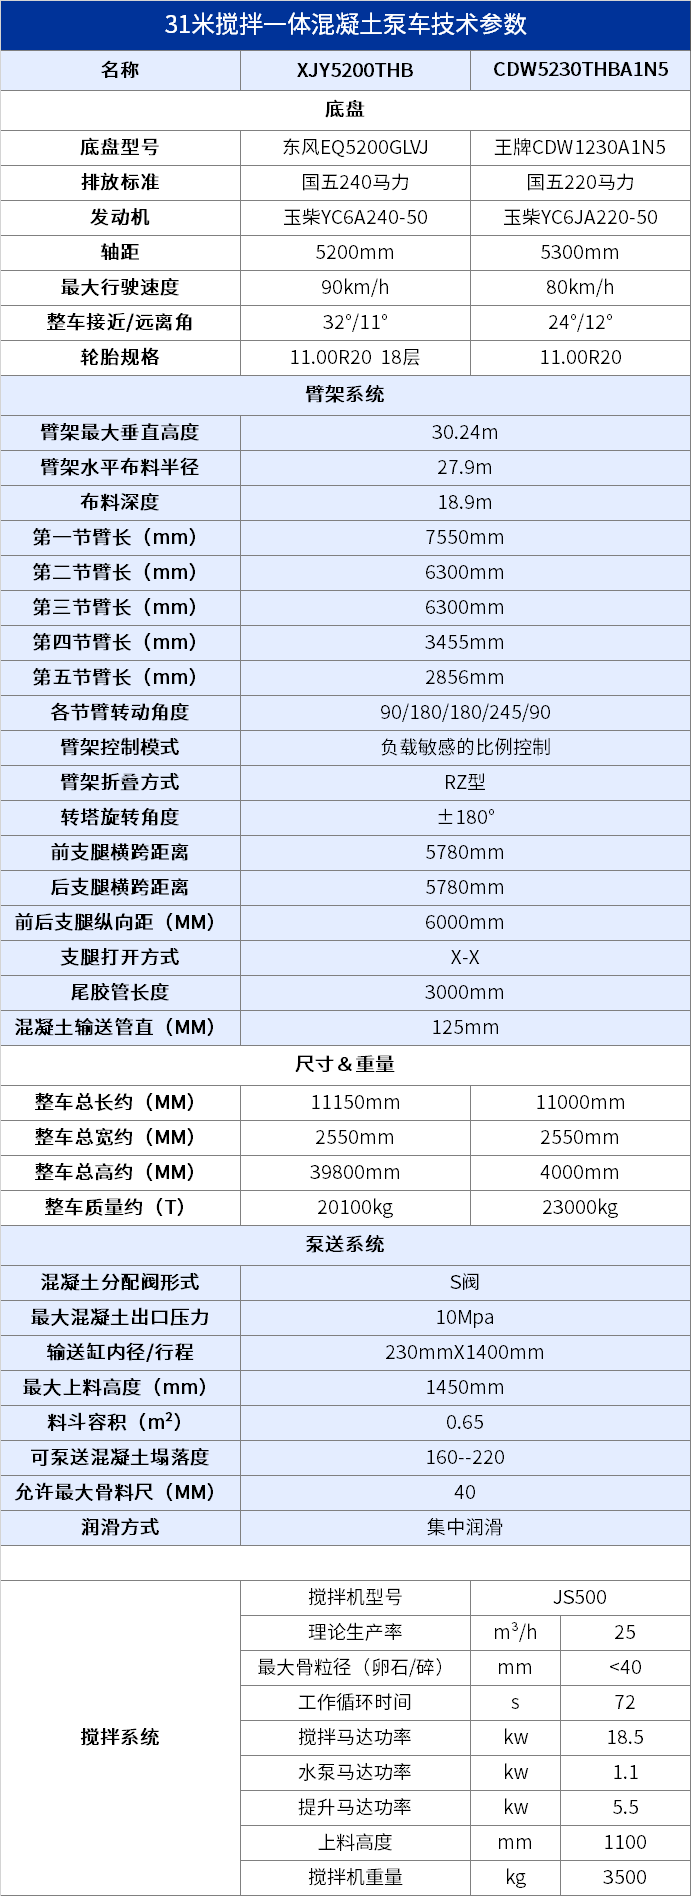 31米搅拌一体混凝土泵车技术参数
名称 XJY5200THB CDW5230THBA1N5
底盘
底盘型号 东风EQ5200GLVJ 王牌CDW1230A1N5
排放标准 国五240马力 国五220马力
发动机 玉柴YC6A240-50 玉柴YC6JA220-50
轴距 5200mm 5300mm
最大行驶速度 90km/h 80km/h
整车接近/远离角 32°/11° 24°/12°
轮胎规格 11.00R20 18层 11.00R20
臂架系统
臂架最大垂直高度 30.24m
臂架水平布料半径 27.9m
布料深度 18.9m
第一节臂长（mm） 7550mm
第二节臂长（mm） 6300mm
第三节臂长（mm） 6300mm
第四节臂长（mm） 3455mm
第五节臂长（mm） 2856mm
各节臂转动角度 90/180/180/245/90
臂架控制模式 负载敏感的比例控制
臂架折叠方式 RZ型
转塔旋转角度 ±180°
前支腿横跨距离 5780mm
后支腿横跨距离 5780mm
前后支腿纵向距（MM） 6000mm
支腿打开方式 X-X
尾胶管长度 3000mm
混凝土输送管直（MM） 125mm
尺寸＆重量
整车总长约（MM） 11150mm 11000mm
整车总宽约（MM） 2550mm 2550mm
整车总高约（MM） 39800mm 4000mm
整车质量约（T） 20100kg 23000kg
泵送系统
混凝土分配阀形式 S阀
最大混凝土出口压力 10Mpa
输送缸内径/行程 230mmX1400mm
最大上料高度（mm） 1450mm
料斗容积（m²） 0.65
可泵送混凝土塌落度 160--220
允许最大骨料尺（MM） 40
润滑方式 集中润滑
搅拌系统
搅拌机型号 JS500
理论生产率 m³/h 25
最大骨粒径（卵石/碎） mm <40
工作循环时间 s 72
搅拌马达功率 kw 18.5
水泵马达功率 kw 1.1
提升马达功率 kw 5.5
上料高度 mm 1100
搅拌机重量 kg 3500